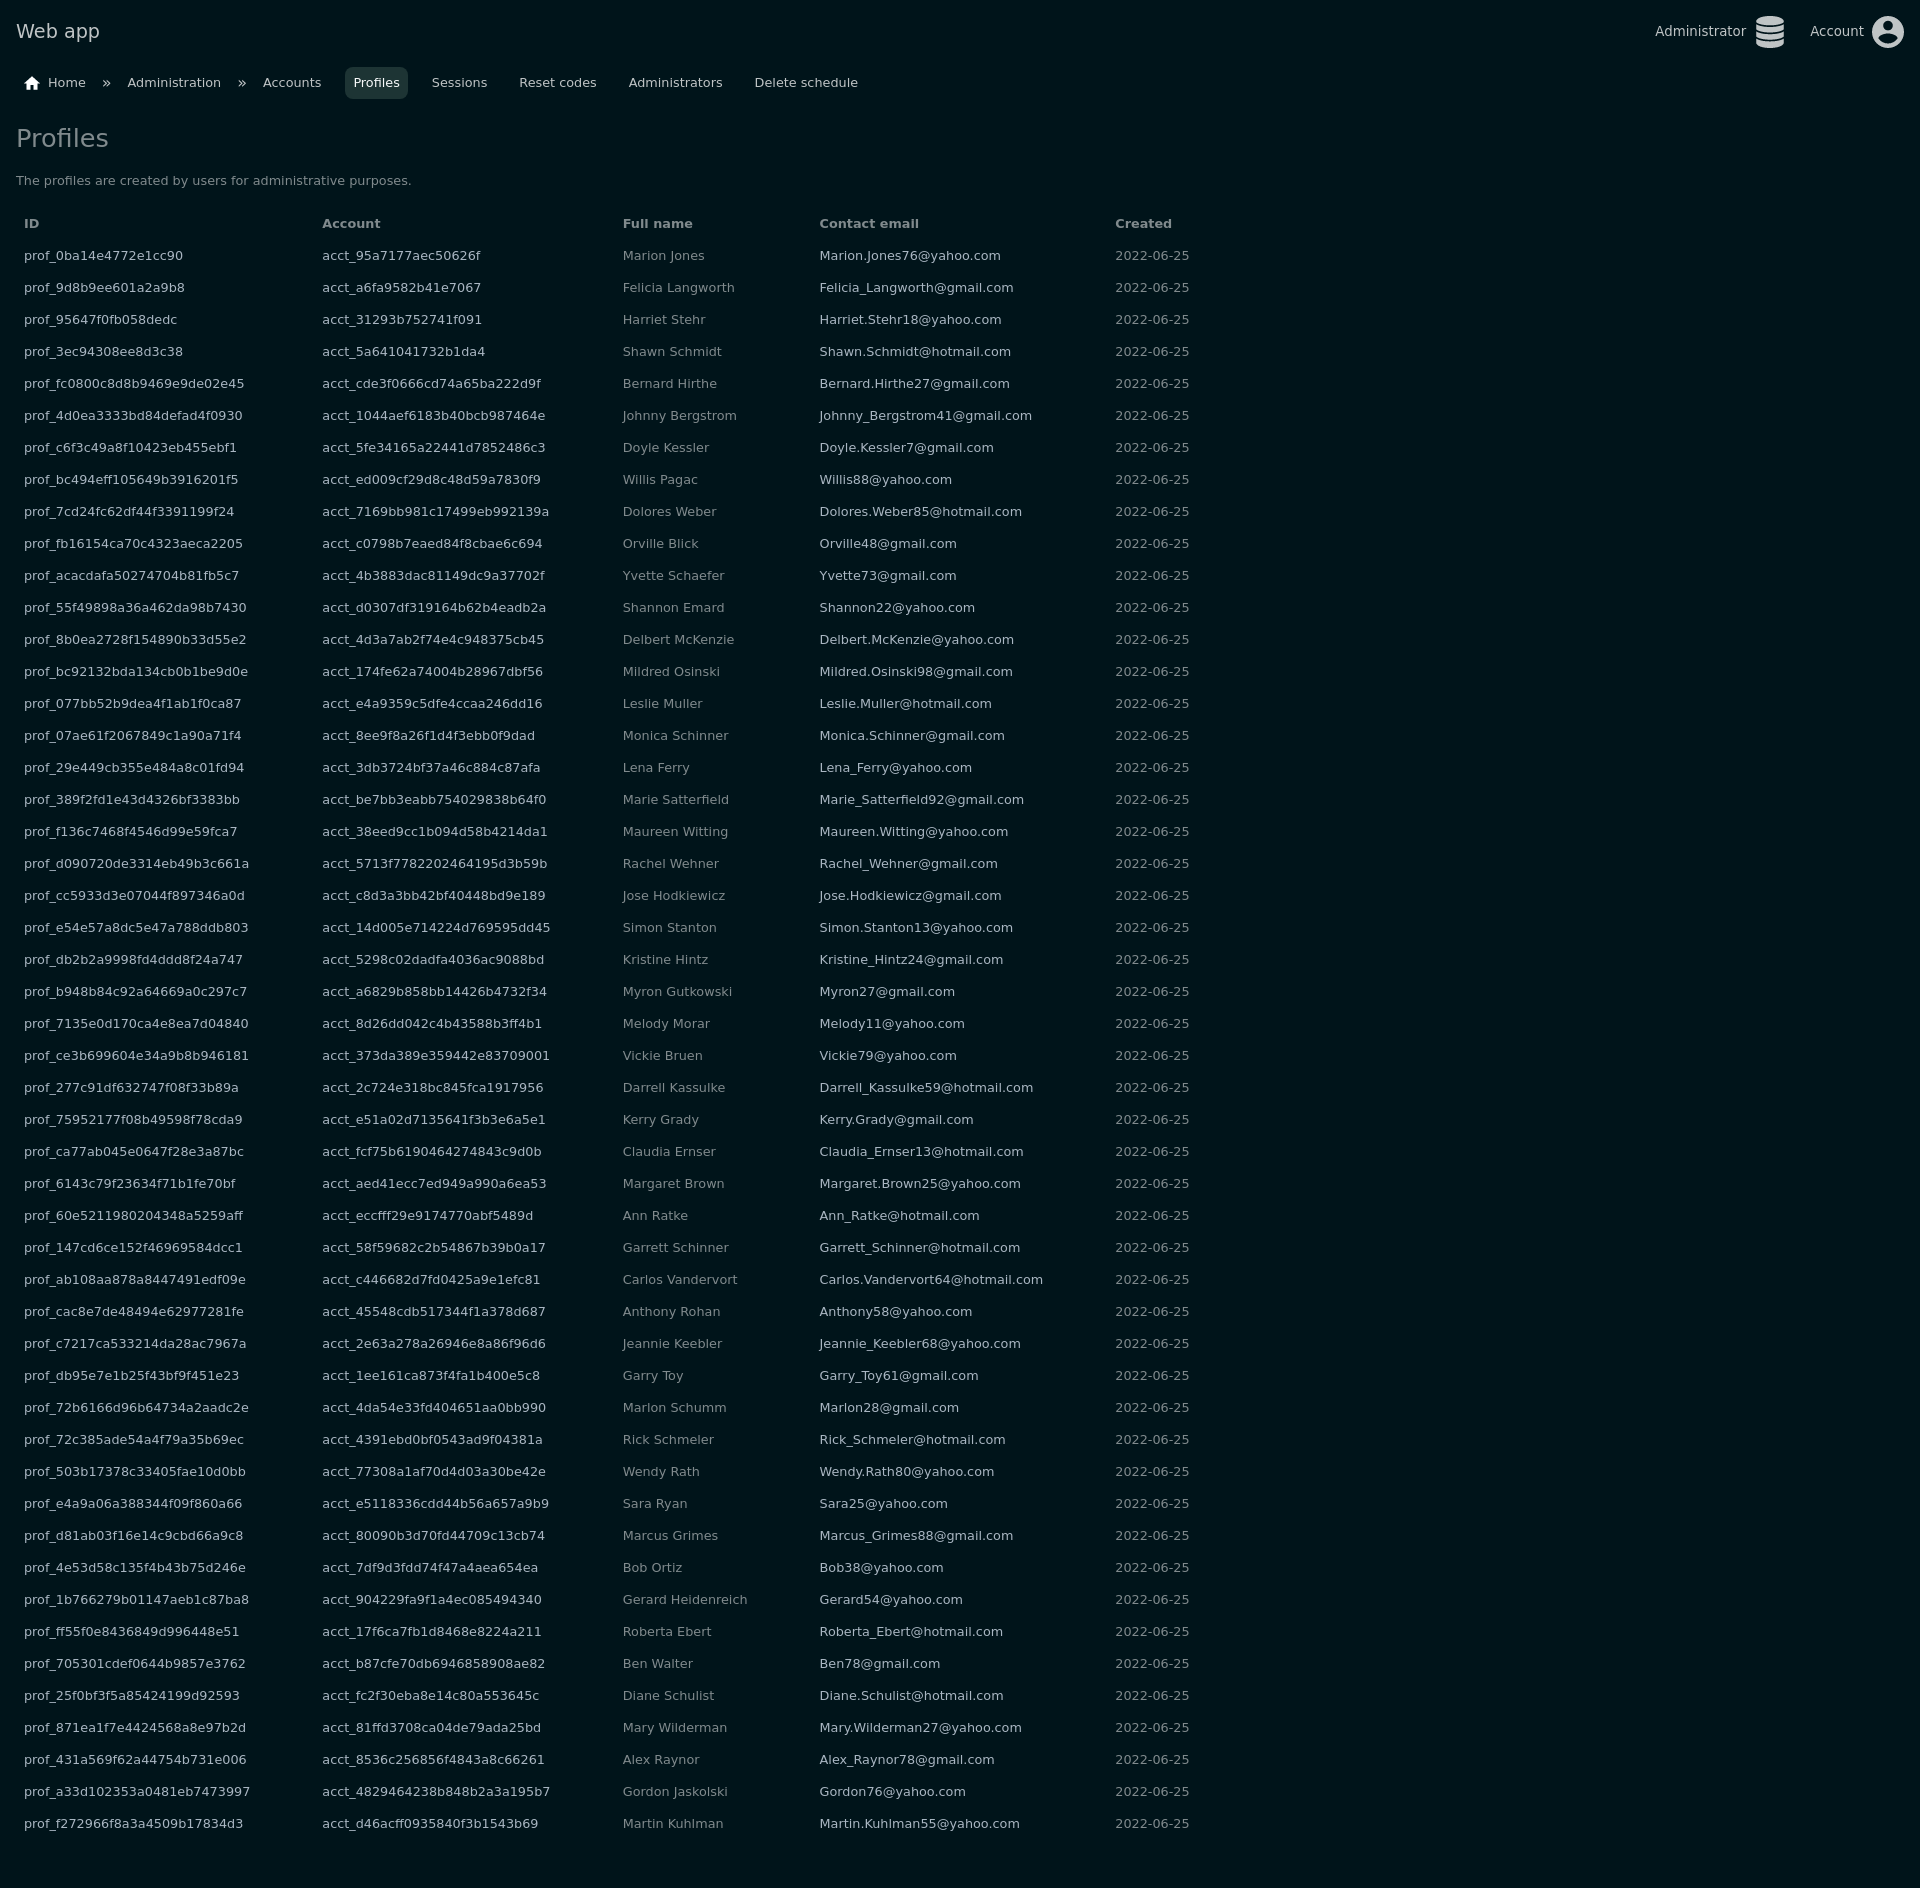 Web app
Administrator Account
Home » Administration » Accounts Profiles Sessions Reset codes Administrators Delete schedule
Profiles
The profiles are created by users for administrative purposes.
ID Account Full name Contact email Created
prof_0ba14e4772e1cc90 acct_95a7177aec50626f Marion Jones Marion.Jones76@yahoo.com 2022-06-25
prof_9d8b9ee601a2a9b8 acct_a6fa9582b41e7067 Felicia Langworth Felicia_Langworth@gmail.com 2022-06-25
prof_95647f0fb058dedc acct_31293b752741f091 Harriet Stehr Harriet.Stehr18@yahoo.com 2022-06-25
prof_3ec94308ee8d3c38 acct_5a641041732b1da4 Shawn Schmidt Shawn.Schmidt@hotmail.com 2022-06-25
prof_fc0800c8d8b9469e9de02e45 acct_cde3f0666cd74a65ba222d9f Bernard Hirthe Bernard.Hirthe27@gmail.com 2022-06-25
prof_4d0ea3333bd84defad4f0930 acct_1044aef6183b40bcb987464e Johnny Bergstrom Johnny_Bergstrom41@gmail.com 2022-06-25
prof_c6f3c49a8f10423eb455ebf1 acct_5fe34165a22441d7852486c3 Doyle Kessler Doyle.Kessler7@gmail.com 2022-06-25
prof_bc494eff105649b3916201f5 acct_ed009cf29d8c48d59a7830f9 Willis Pagac Willis88@yahoo.com 2022-06-25
prof_7cd24fc62df44f3391199f24 acct_7169bb981c17499eb992139a Dolores Weber Dolores.Weber85@hotmail.com 2022-06-25
prof_fb16154ca70c4323aeca2205 acct_c0798b7eaed84f8cbae6c694 Orville Blick Orville48@gmail.com 2022-06-25
prof_acacdafa50274704b81fb5c7 acct_4b3883dac81149dc9a37702f Yvette Schaefer Yvette73@gmail.com 2022-06-25
prof_55f49898a36a462da98b7430 acct_d0307df319164b62b4eadb2a Shannon Emard Shannon22@yahoo.com 2022-06-25
prof_8b0ea2728f154890b33d55e2 acct_4d3a7ab2f74e4c948375cb45 Delbert McKenzie Delbert.McKenzie@yahoo.com 2022-06-25
prof_bc92132bda134cb0b1be9d0e acct_174fe62a74004b28967dbf56 Mildred Osinski Mildred.Osinski98@gmail.com 2022-06-25
prof_077bb52b9dea4f1ab1f0ca87 acct_e4a9359c5dfe4ccaa246dd16 Leslie Muller Leslie.Muller@hotmail.com 2022-06-25
prof_07ae61f2067849c1a90a71f4 acct_8ee9f8a26f1d4f3ebb0f9dad Monica Schinner Monica.Schinner@gmail.com 2022-06-25
prof_29e449cb355e484a8c01fd94 acct_3db3724bf37a46c884c87afa Lena Ferry Lena_Ferry@yahoo.com 2022-06-25
prof_389f2fd1e43d4326bf3383bb acct_be7bb3eabb754029838b64f0 Marie Satterfield Marie_Satterfield92@gmail.com 2022-06-25
prof_f136c7468f4546d99e59fca7 acct_38eed9cc1b094d58b4214da1 Maureen Witting Maureen.Witting@yahoo.com 2022-06-25
prof_d090720de3314eb49b3c661a acct_5713f7782202464195d3b59b Rachel Wehner Rachel_Wehner@gmail.com 2022-06-25
prof_cc5933d3e07044f897346a0d acct_c8d3a3bb42bf40448bd9e189 Jose Hodkiewicz Jose.Hodkiewicz@gmail.com 2022-06-25
prof_e54e57a8dc5e47a788ddb803 acct_14d005e714224d769595dd45 Simon Stanton Simon.Stanton13@yahoo.com 2022-06-25
prof_db2b2a9998fd4ddd8f24a747 acct_5298c02dadfa4036ac9088bd Kristine Hintz Kristine_Hintz24@gmail.com 2022-06-25
prof_b948b84c92a64669a0c297c7 acct_a6829b858bb14426b4732f34 Myron Gutkowski Myron27@gmail.com 2022-06-25
prof_7135e0d170ca4e8ea7d04840 acct_8d26dd042c4b43588b3ff4b1 Melody Morar Melody11@yahoo.com 2022-06-25
prof_ce3b699604e34a9b8b946181 acct_373da389e359442e83709001 Vickie Bruen Vickie79@yahoo.com 2022-06-25
prof_277c91df632747f08f33b89a acct_2c724e318bc845fca1917956 Darrell Kassulke Darrell_Kassulke59@hotmail.com 2022-06-25
prof_75952177f08b49598f78cda9 acct_e51a02d7135641f3b3e6a5e1 Kerry Grady Kerry.Grady@gmail.com 2022-06-25
prof_ca77ab045e0647f28e3a87bc acct_fcf75b6190464274843c9d0b Claudia Ernser Claudia_Ernser13@hotmail.com 2022-06-25
prof_6143c79f23634f71b1fe70bf acct_aed41ecc7ed949a990a6ea53 Margaret Brown Margaret.Brown25@yahoo.com 2022-06-25
prof_60e5211980204348a5259aff acct_eccfff29e9174770abf5489d Ann Ratke Ann_Ratke@hotmail.com 2022-06-25
prof_147cd6ce152f46969584dcc1 acct_58f59682c2b54867b39b0a17 Garrett Schinner Garrett_Schinner@hotmail.com 2022-06-25
prof_ab108aa878a8447491edf09e acct_c446682d7fd0425a9e1efc81 Carlos Vandervort Carlos.Vandervort64@hotmail.com 2022-06-25
prof_cac8e7de48494e62977281fe acct_45548cdb517344f1a378d687 Anthony Rohan Anthony58@yahoo.com 2022-06-25
prof_c7217ca533214da28ac7967a acct_2e63a278a26946e8a86f96d6 Jeannie Keebler Jeannie_Keebler68@yahoo.com 2022-06-25
prof_db95e7e1b25f43bf9f451e23 acct_1ee161ca873f4fa1b400e5c8 Garry Toy Garry_Toy61@gmail.com 2022-06-25
prof_72b6166d96b64734a2aadc2e acct_4da54e33fd404651aa0bb990 Marlon Schumm Marlon28@gmail.com 2022-06-25
prof_72c385ade54a4f79a35b69ec acct_4391ebd0bf0543ad9f04381a Rick Schmeler Rick_Schmeler@hotmail.com 2022-06-25
prof_503b17378c33405fae10d0bb acct_77308a1af70d4d03a30be42e Wendy Rath Wendy.Rath80@yahoo.com 2022-06-25
prof_e4a9a06a388344f09f860a66 acct_e5118336cdd44b56a657a9b9 Sara Ryan Sara25@yahoo.com 2022-06-25
prof_d81ab03f16e14c9cbd66a9c8 acct_80090b3d70fd44709c13cb74 Marcus Grimes Marcus_Grimes88@gmail.com 2022-06-25
prof_4e53d58c135f4b43b75d246e acct_7df9d3fdd74f47a4aea654ea Bob Ortiz Bob38@yahoo.com 2022-06-25
prof_1b766279b01147aeb1c87ba8 acct_904229fa9f1a4ec085494340 Gerard Heidenreich Gerard54@yahoo.com 2022-06-25
prof_ff55f0e8436849d996448e51 acct_17f6ca7fb1d8468e8224a211 Roberta Ebert Roberta_Ebert@hotmail.com 2022-06-25
prof_705301cdef0644b9857e3762 acct_b87cfe70db6946858908ae82 Ben Walter Ben78@gmail.com 2022-06-25
prof_25f0bf3f5a85424199d92593 acct_fc2f30eba8e14c80a553645c Diane Schulist Diane.Schulist@hotmail.com 2022-06-25
prof_871ea1f7e4424568a8e97b2d acct_81ffd3708ca04de79ada25bd Mary Wilderman Mary.Wilderman27@yahoo.com 2022-06-25
prof_431a569f62a44754b731e006 acct_8536c256856f4843a8c66261 Alex Raynor Alex_Raynor78@gmail.com 2022-06-25
prof_a33d102353a0481eb7473997 acct_4829464238b848b2a3a195b7 Gordon Jaskolski Gordon76@yahoo.com 2022-06-25
prof_f272966f8a3a4509b17834d3 acct_d46acff0935840f3b1543b69 Martin Kuhlman Martin.Kuhlman55@yahoo.com 2022-06-25